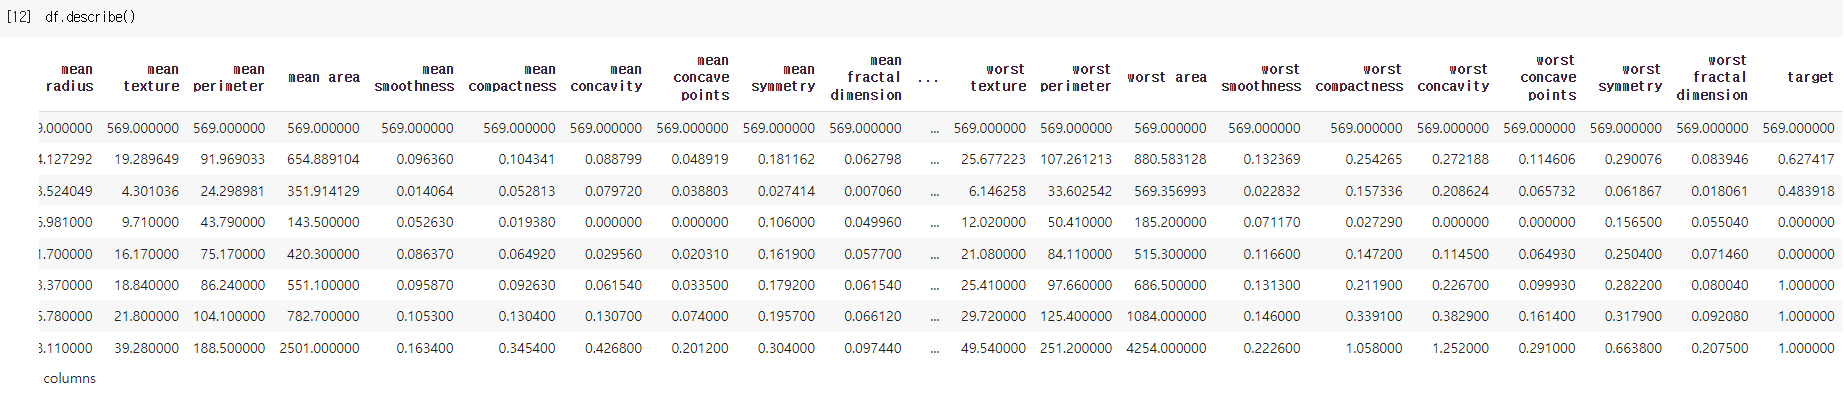 [12] df.describe()
mean radius mean texture mean perimeter mean area mean smoothness mean compactness mean concavity mean concave points mean symmetry mean fractal dimension ... worst texture worst perimeter worst area worst smoothness worst compactness worst concavity worst concave points worst symmetry worst fractal dimension target
9.000000 569.000000 569.000000 569.000000 569.000000 569.000000 569.000000 569.000000 569.000000 569.000000 ... 569.000000 569.000000 569.000000 569.000000 569.000000 569.000000 569.000000 569.000000 569.000000 569.000000
4.127292 19.289649 91.969033 654.889104 0.096360 0.104341 0.088799 0.048919 0.181162 0.062798 ... 25.677223 107.261213 880.583128 0.132369 0.254265 0.272188 0.114606 0.290076 0.083946 0.627417
3.524049 4.301036 24.298981 351.914129 0.014064 0.052813 0.079720 0.038803 0.027414 0.007060 ... 6.146258 33.602542 569.356993 0.022832 0.157336 0.208624 0.065732 0.061867 0.018061 0.483918
6.981000 9.710000 43.790000 143.500000 0.052630 0.019380 0.000000 0.000000 0.106000 0.049960 ... 12.020000 50.410000 185.200000 0.071170 0.027290 0.000000 0.000000 0.156500 0.055040 0.000000
1.700000 16.170000 75.170000 420.300000 0.086370 0.064920 0.029560 0.020310 0.161900 0.057700 ... 21.080000 84.110000 515.300000 0.116600 0.147200 0.114500 0.064930 0.250400 0.071460 0.000000
3.370000 18.840000 86.240000 551.100000 0.095870 0.092630 0.061540 0.033500 0.179200 0.061540 ... 25.410000 97.660000 686.500000 0.131300 0.211900 0.226700 0.099930 0.282200 0.080040 1.000000
5.780000 21.800000 104.100000 782.700000 0.105300 0.130400 0.130700 0.074000 0.195700 0.066120 ... 29.720000 125.400000 1084.000000 0.146000 0.339100 0.382900 0.161400 0.317900 0.092080 1.000000
8.110000 39.280000 188.500000 2501.000000 0.163400 0.345400 0.426800 0.201200 0.304000 0.097440 ... 49.540000 251.200000 4254.000000 0.222600 1.058000 1.252000 0.291000 0.663800 0.207500 1.000000
columns